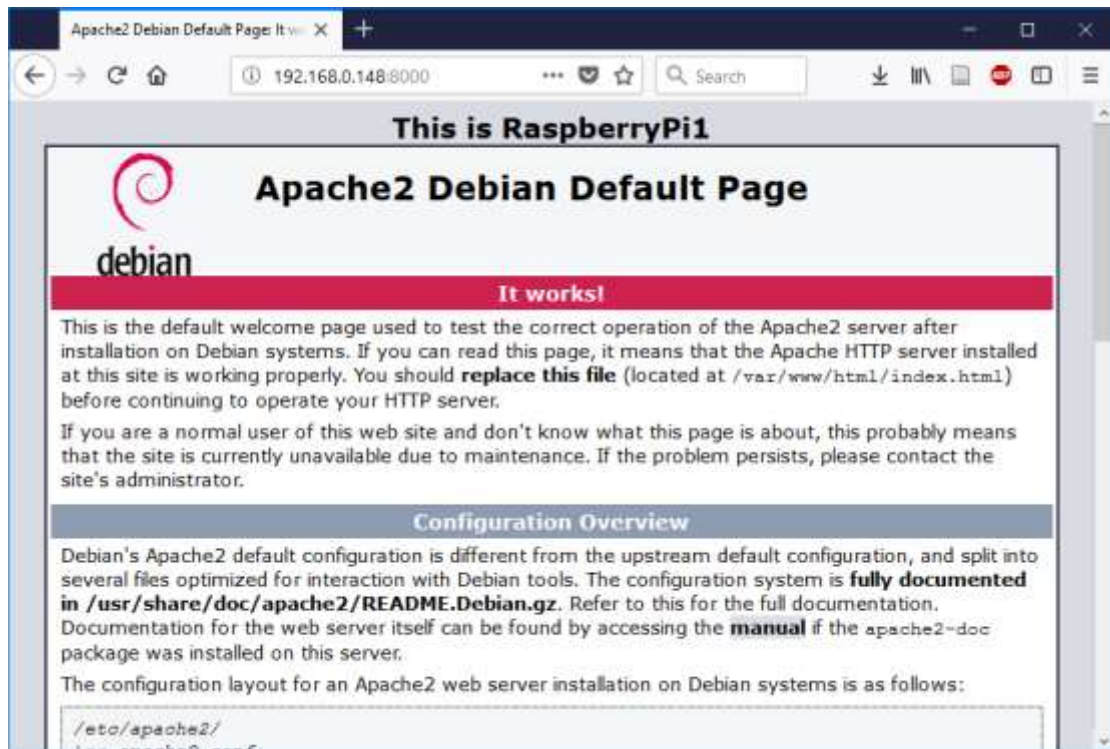 Apache2 Debian Default Page: It w
192.168.0.148:8000
Search
This is RaspberryPi1
Apache2 Debian Default Page
debian
It works!
This is the default welcome page used to test the correct operation of the Apache2 server after
installation on Debian systems. If you can read this page, it means that the Apache HTTP server installed
at this site is working properly. You should replace this file (located at /var/www/html/index.html)
before continuing to operate your HTTP server.
If you are a normal user of this web site and don't know what this page is about, this probably means
that the site is currently unavailable due to maintenance. If the problem persists, please contact the
site's administrator.
Configuration Overview
Debian's Apache2 default configuration is different from the upstream default configuration, and split into
several files optimized for interaction with Debian tools. The configuration system is fully documented
in /usr/share/doc/apache2/README.Debian.gz. Refer to this for the full documentation.
Documentation for the web server itself can be found by accessing the manual if the apache2-doc
package was installed on this server.
The configuration layout for an Apache2 web server installation on Debian systems is as follows:
/etc/apache2/